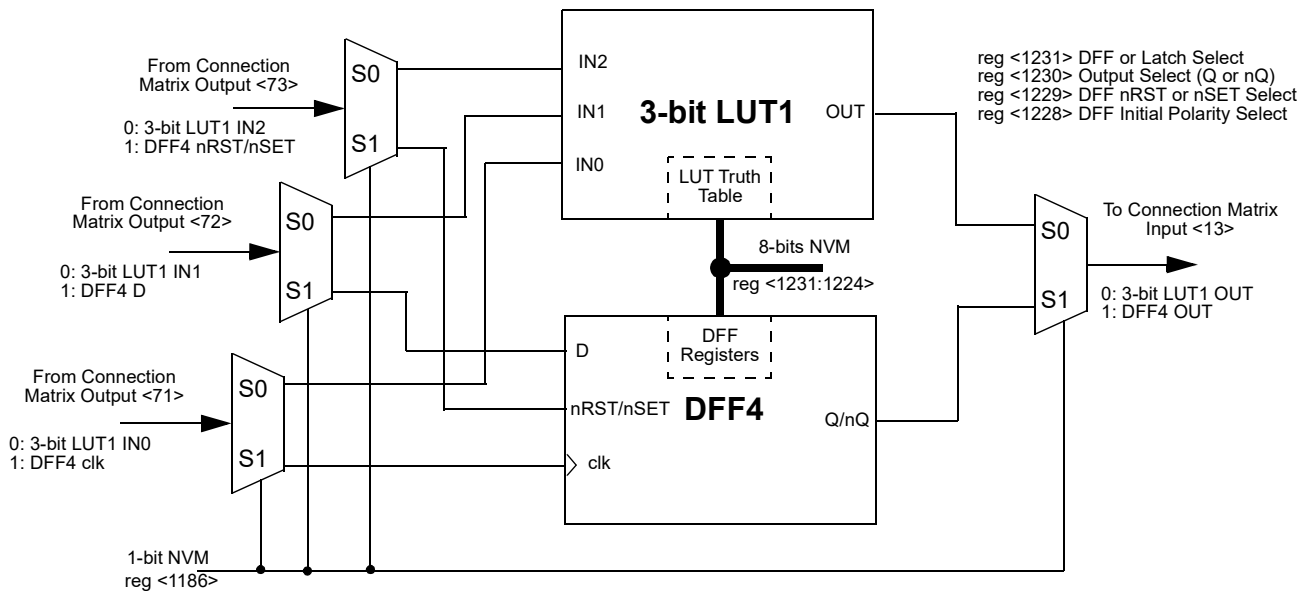 From Connection
Matrix Output <73>
0: 3-bit LUT1 IN2
1: DFF4 nRST/nSET
S0
S1
From Connection
Matrix Output <72>
0: 3-bit LUT1 IN1
1: DFF4 D
S0
S1
From Connection
Matrix Output <71>
0: 3-bit LUT1 IN0
1: DFF4 clk
S0
S1
1-bit NVM
reg <1186>
IN2
IN1
IN0
3-bit LUT1
OUT
LUT Truth
Table
8-bits NVM
reg <1231:1224>
DFF
Registers
D
nRST/nSET
DFF4
Q/nQ
clk
reg <1231> DFF or Latch Select
reg <1230> Output Select (Q or nQ)
reg <1229> DFF nRST or nSET Select
reg <1228> DFF Initial Polarity Select
S0
S1
To Connection Matrix
Input <13>
0: 3-bit LUT1 OUT
1: DFF4 OUT